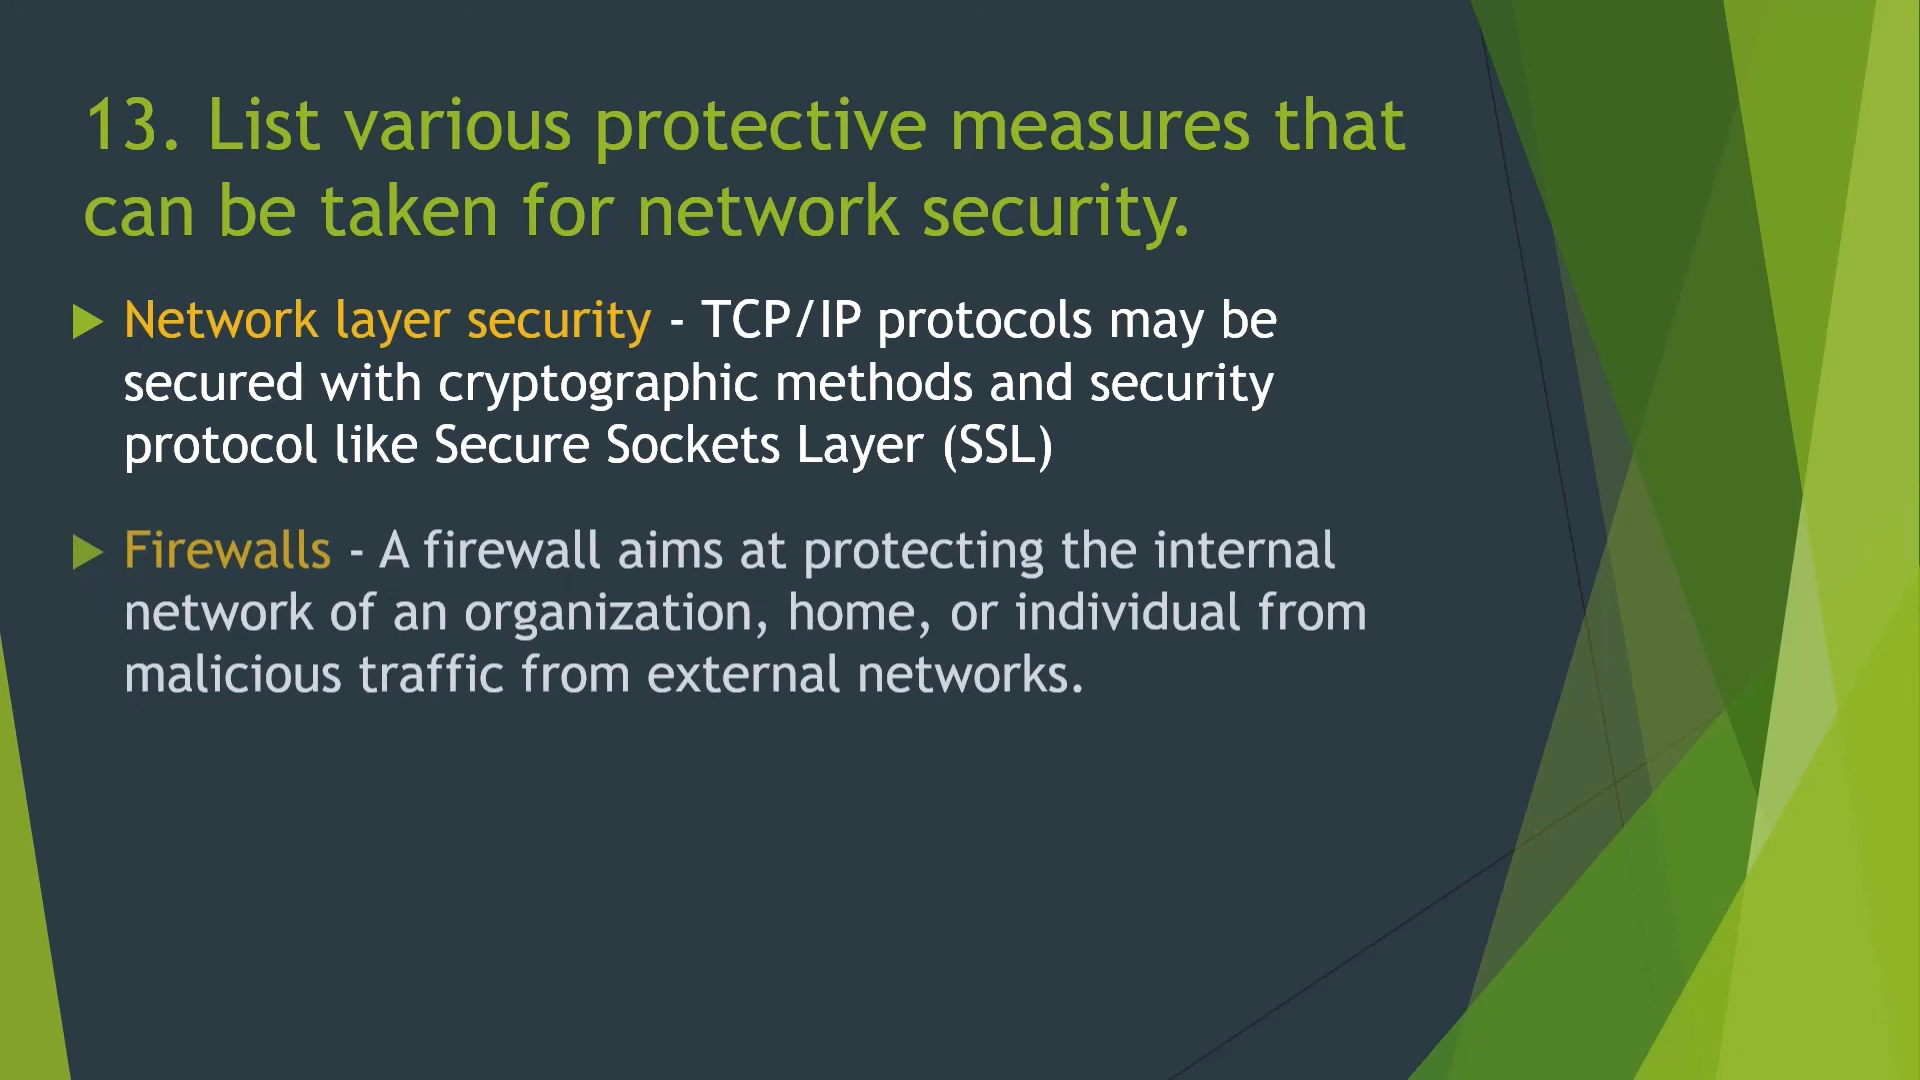 13. List various protective measures that
can be taken for network security.
Network layer security - TCP/IP protocols may be
secured with cryptographic methods and security
protocol like Secure Sockets Layer (SSL)
Firewalls - A firewall aims at protecting the internal
network of an organization, home, or individual from
malicious traffic from external networks.